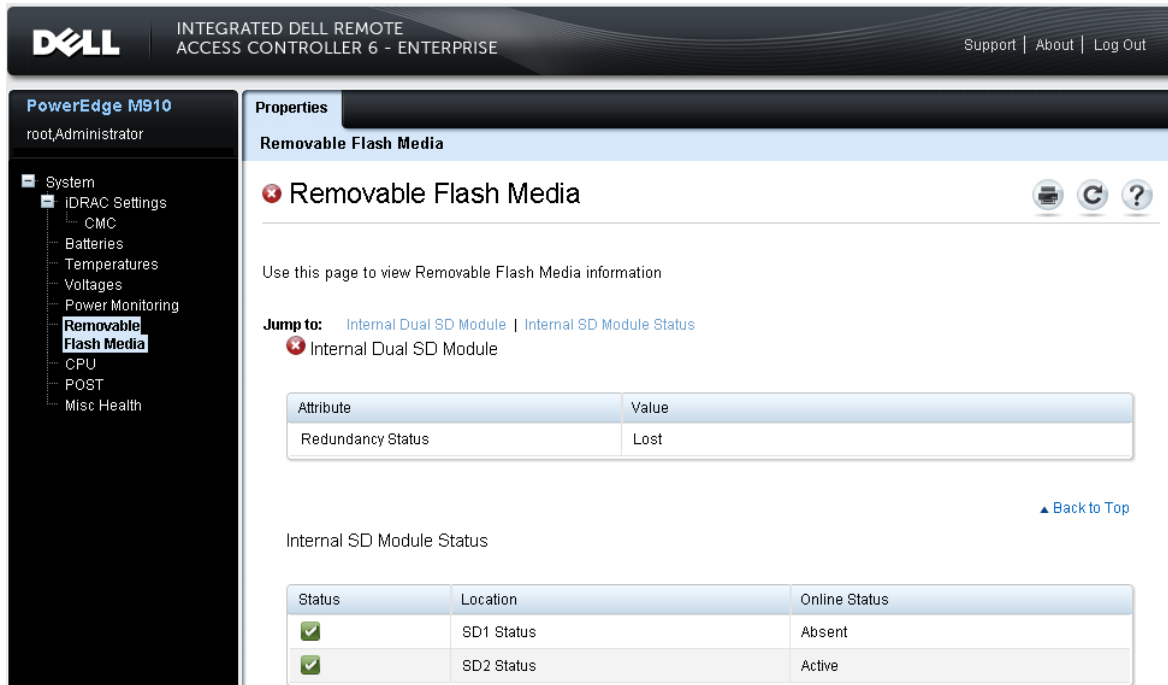 DELL
INTEGRATED DELL REMOTE
ACCESS CONTROLLER 6 - ENTERPRISE
Support | About | Log Out
PowerEdge M910
root,Administrator
System
iDRAC Settings
CMC
Batteries
Temperatures
Voltages
Power Monitoring
Removable
Flash Media
CPU
POST
Misc Health
Properties
Removable Flash Media
Removable Flash Media
Use this page to view Removable Flash Media information
Jump to: Internal Dual SD Module | Internal SD Module Status
Internal Dual SD Module
Attribute Value
Redundancy Status Lost
Back to Top
Internal SD Module Status
Status Location Online Status
SD1 Status Absent
SD2 Status Active